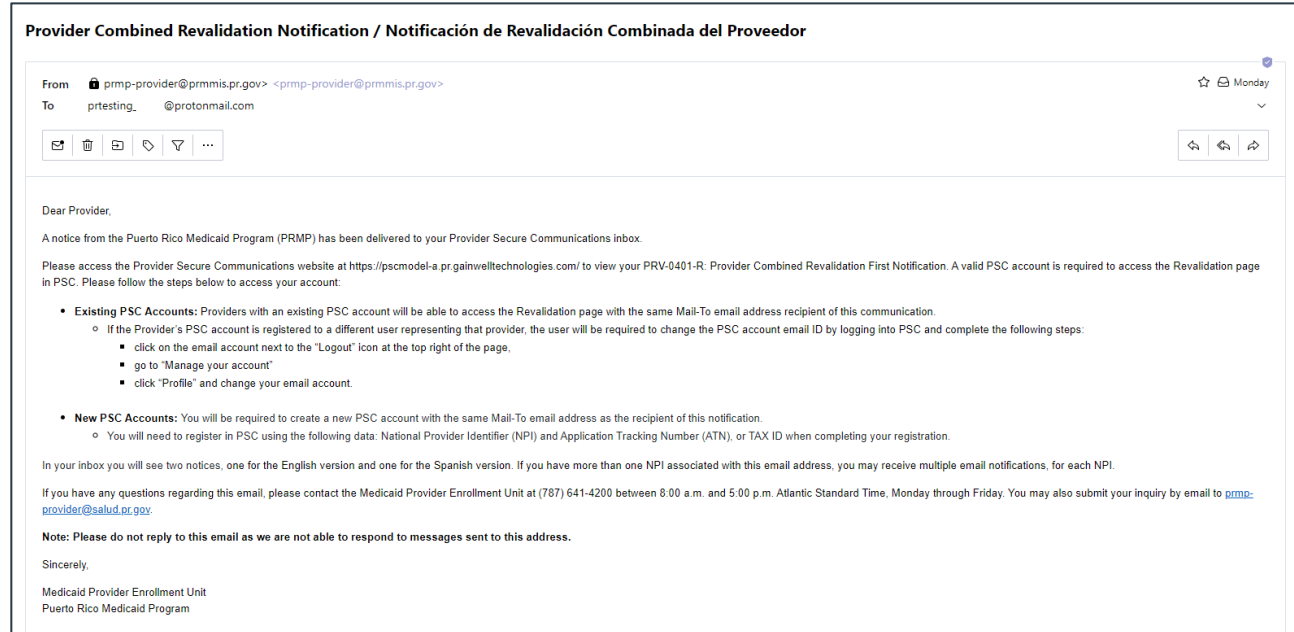 Provider Combined Revalidation Notification / Notificación de Revalidación Combinada del Proveedor
From prmp-provider@prmmis.pr.gov> <prmp-provider@prmmis.pr.gov> Monday
To prtesting_ @protonmail.com
Dear Provider,
A notice from the Puerto Rico Medicaid Program (PRMP) has been delivered to your Provider Secure Communications inbox.
Please access the Provider Secure Communications website at https://pscmodel-a.pr.gainwelltechnologies.com/ to view your PRV-0401-R: Provider Combined Revalidation First Notification. A valid PSC account is required to access the Revalidation page
in PSC. Please follow the steps below to access your account:
• Existing PSC Accounts: Providers with an existing PSC account will be able to access the Revalidation page with the same Mail-To email address recipient of this communication.
○ If the Provider's PSC account is registered to a different user representing that provider, the user will be required to change the PSC account email ID by logging into PSC and complete the following steps:
▪ click on the email account next to the "Logout" icon at the top right of the page,
▪ go to "Manage your account"
▪ click "Profile" and change your email account.
• New PSC Accounts: You will be required to create a new PSC account with the same Mail-To email address as the recipient of this notification.
○ You will need to register in PSC using the following data: National Provider Identifier (NPI) and Application Tracking Number (ATN), or TAX ID when completing your registration.
In your inbox you will see two notices, one for the English version and one for the Spanish version. If you have more than one NPI associated with this email address, you may receive multiple email notifications, for each NPI.
If you have any questions regarding this email, please contact the Medicaid Provider Enrollment Unit at (787) 641-4200 between 8:00 a.m. and 5:00 p.m. Atlantic Standard Time, Monday through Friday. You may also submit your inquiry by email to prmp-
provider@salud.pr.gov.
Note: Please do not reply to this email as we are not able to respond to messages sent to this address.
Sincerely,
Medicaid Provider Enrollment Unit
Puerto Rico Medicaid Program